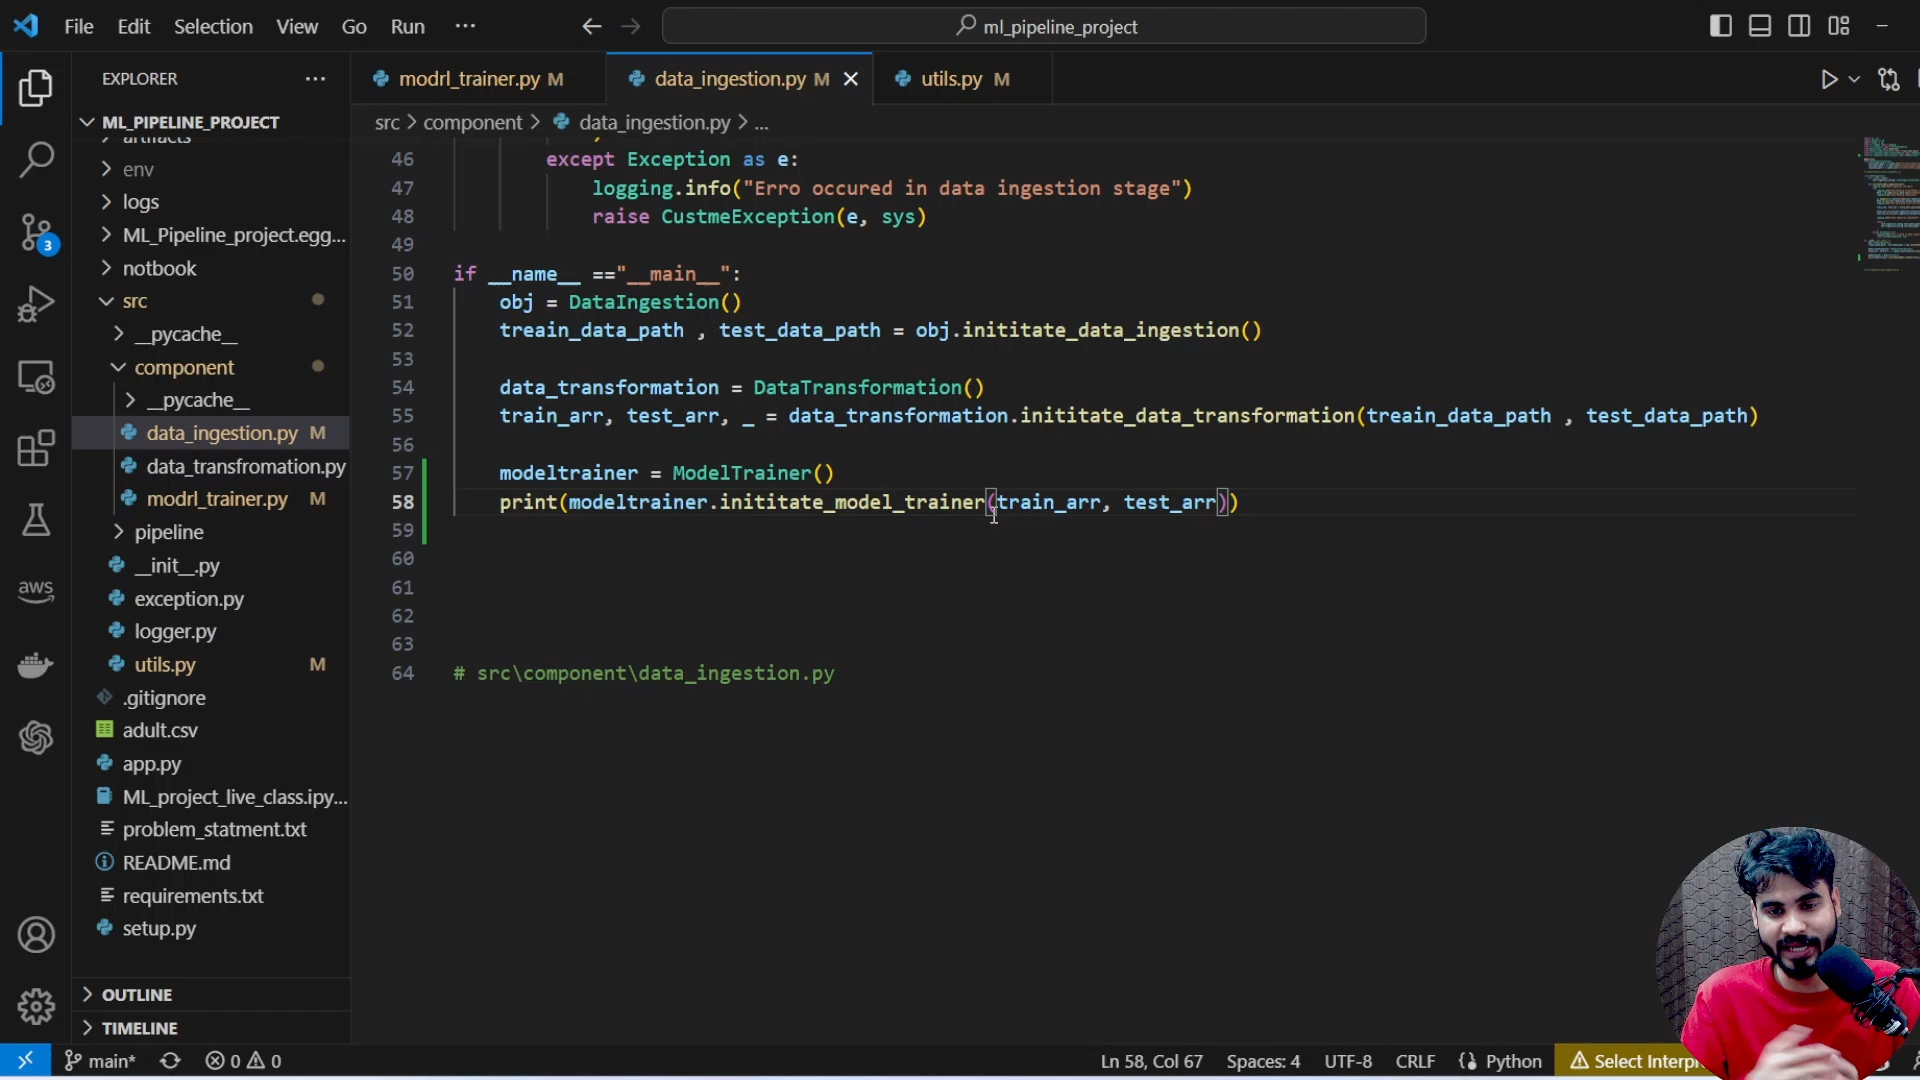 File Edit Selection View Go Run ···
ml_pipeline_project
EXPLORER ···
ML_PIPELINE_PROJECT
artifacts
env
logs
ML_Pipeline_project.egg...
notbook
src
__pycache__
component
__pycache__
data_ingestion.py M
data_transfromation.py
modrl_trainer.py M
pipeline
__init__.py
exception.py
logger.py
utils.py M
.gitignore
adult.csv
app.py
ML_project_live_class.ipy...
problem_statment.txt
README.md
requirements.txt
setup.py
OUTLINE
TIMELINE
3
aws
modrl_trainer.py M data_ingestion.py M utils.py M
src > component > data_ingestion.py > ...
46 except Exception as e:
47 logging.info("Erro occured in data ingestion stage")
48 raise CustmeException(e, sys)
49
50 if __name__ =="__main__":
51 obj = DataIngestion()
52 treain_data_path , test_data_path = obj.inititate_data_ingestion()
53
54 data_transformation = DataTransformation()
55 train_arr, test_arr, _ = data_transformation.inititate_data_transformation(treain_data_path , test_data_path)
56
57 modeltrainer = ModelTrainer()
58 print(modeltrainer.inititate_model_trainer(train_arr, test_arr))
59
60
61
62
63
64 # src\component\data_ingestion.py
main* 0 0 Ln 58, Col 67 Spaces: 4 UTF-8 CRLF Python Select